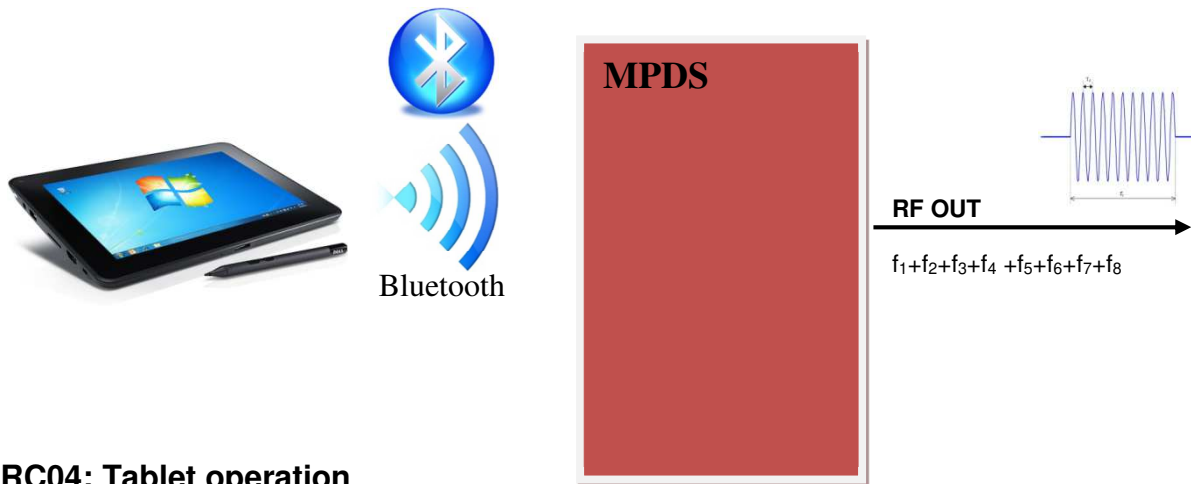 MPDS
RF OUT
f₁+f₂+f₃+f₄ +f₅+f₆+f₇+f₈
Bluetooth
RC04: Tablet operation